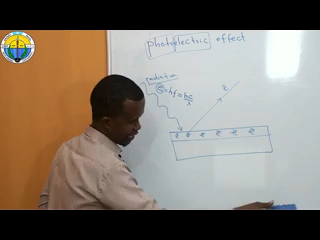 photoelectric effect
radiation
E=hf=hc/λ
e
e e e e e e